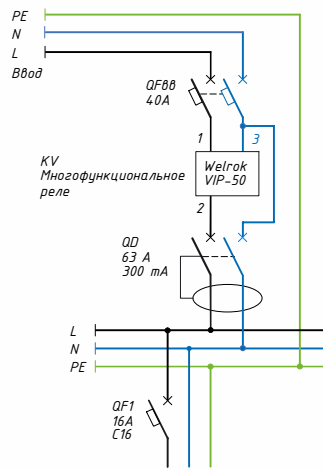 PE
N
L
Ввод
QFвв
40А
1
3
KV
Многофункциональное
реле
Welrok
VIP-50
2
QD
63 А
300 mA
L
N
PE
QF1
16А
С16